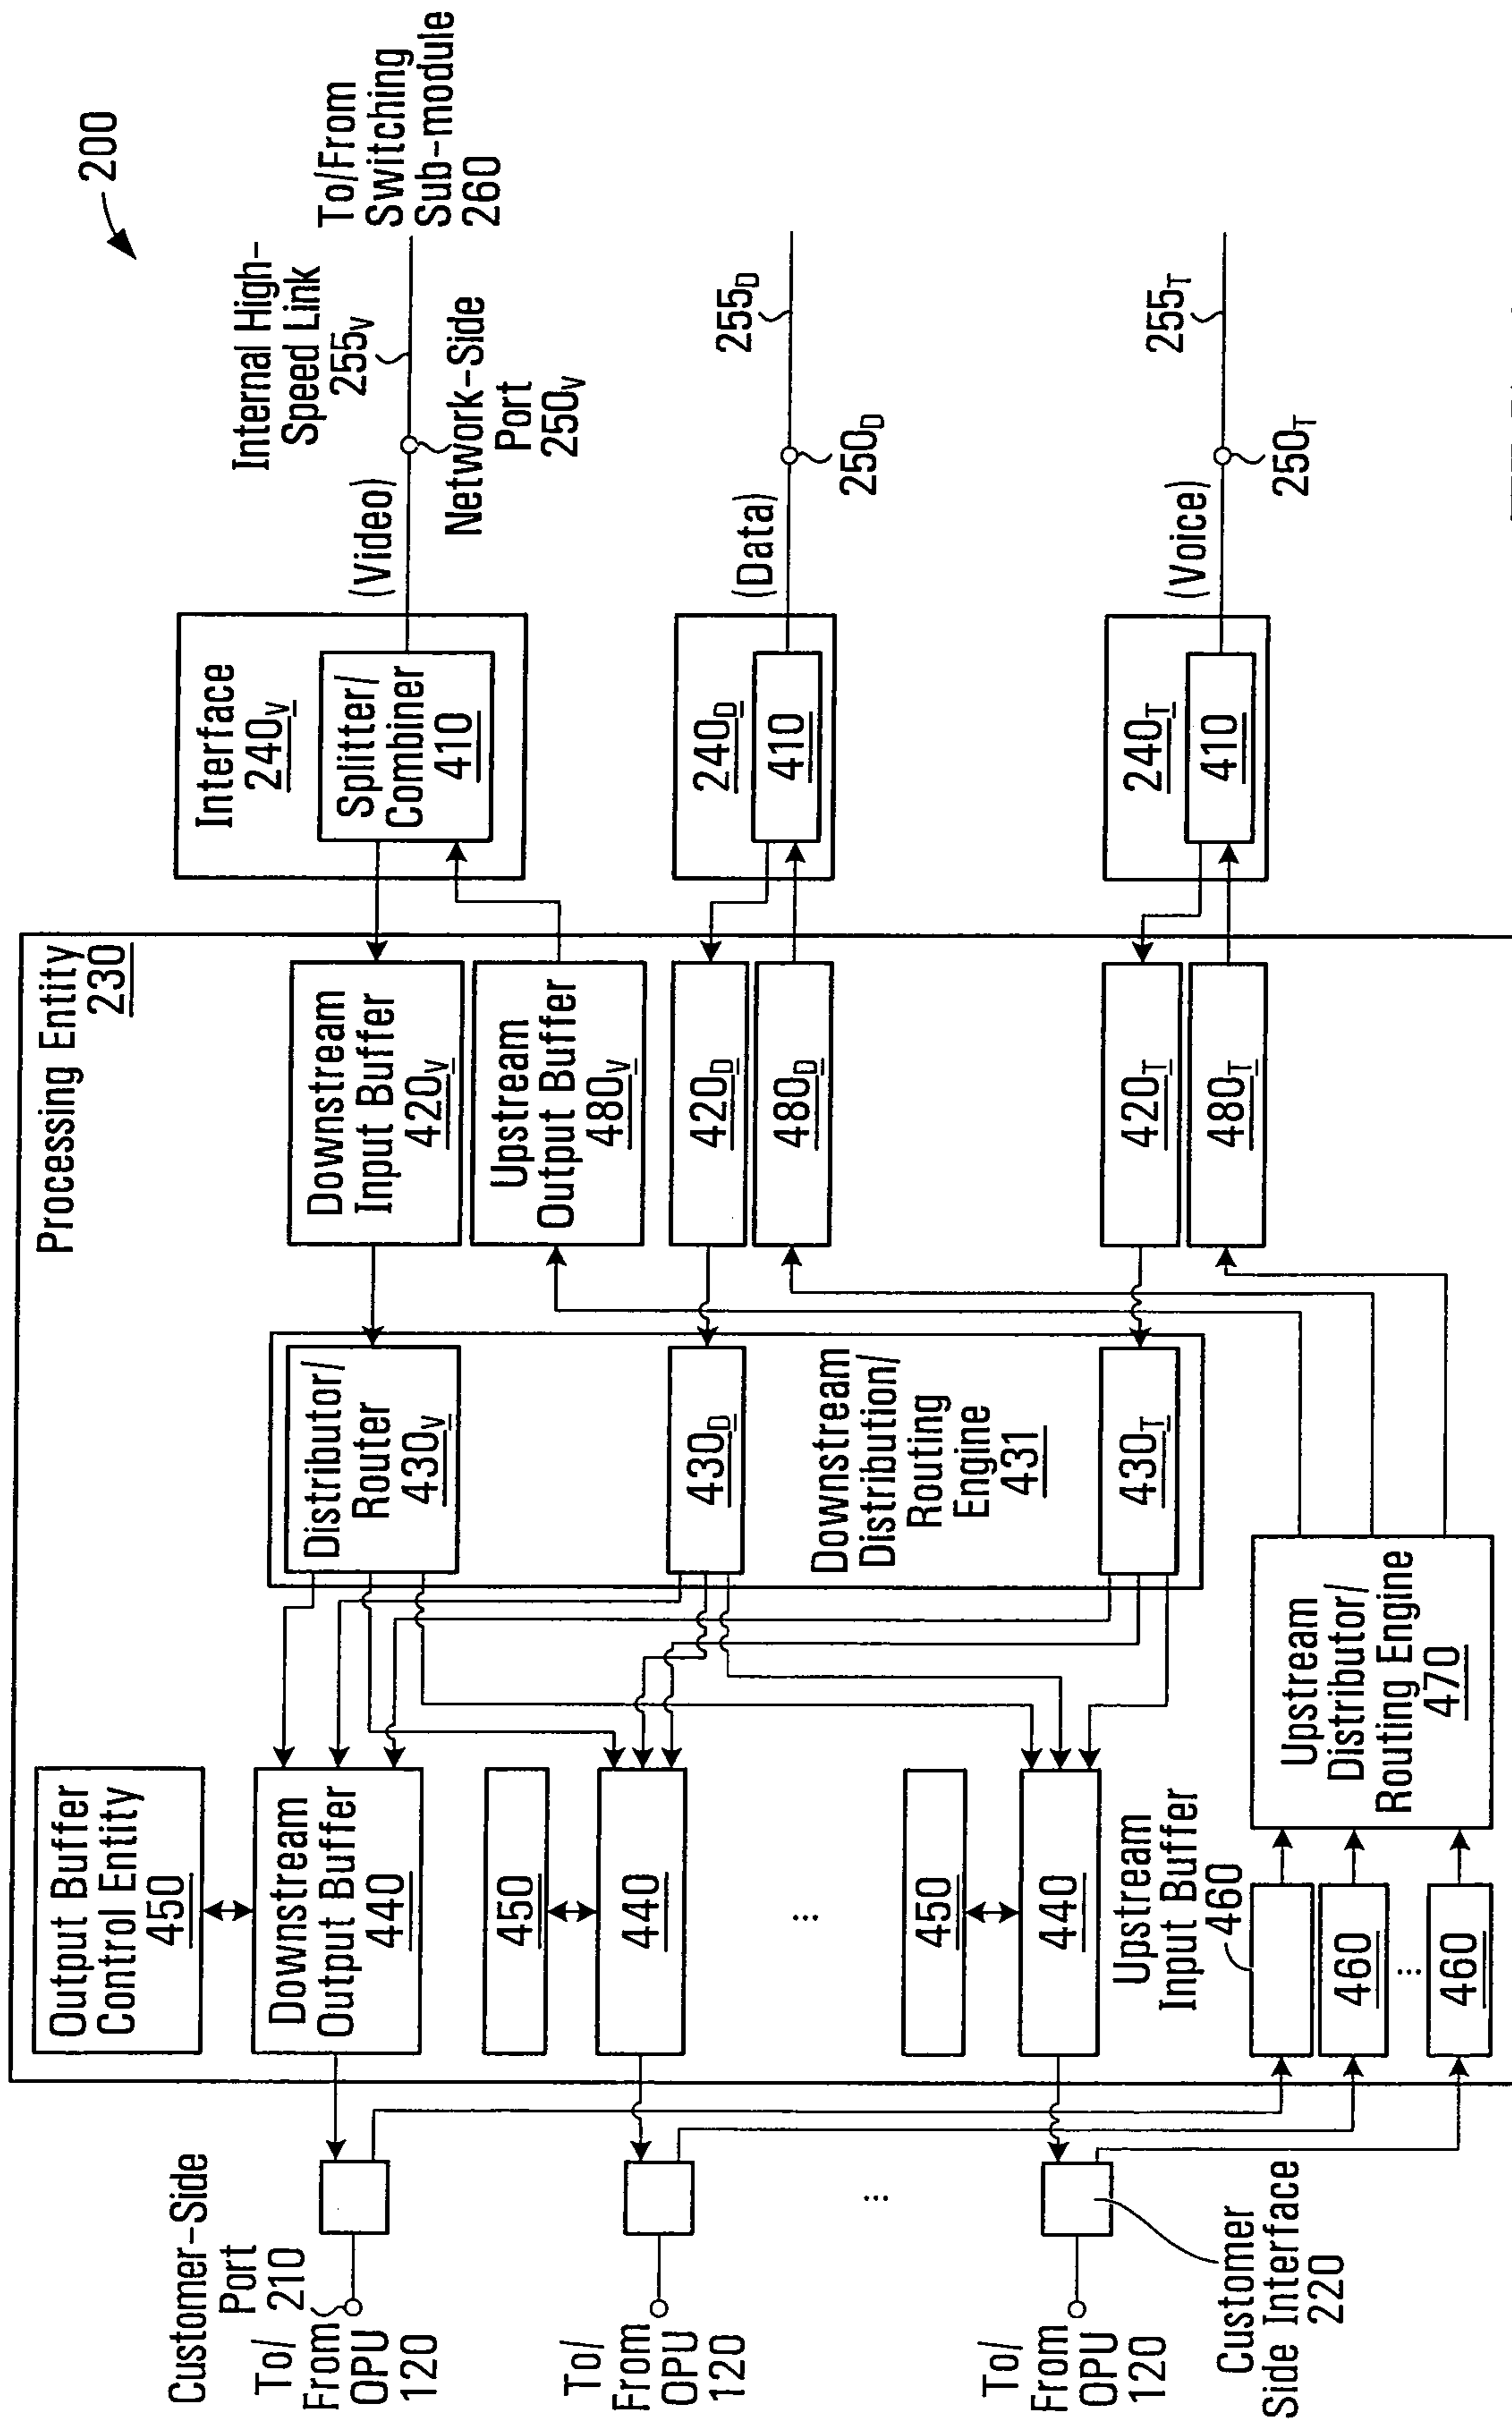 200
To/From
Switching
Sub-module
260
Internal High-
Speed Link
255V
Network-Side
Port
250V
(Video)
Interface
240V
Splitter/
Combiner
410
255D
250D
(Data)
240D
410
255T
250T
(Voice)
240T
410
Processing Entity
230
Downstream
Input Buffer
420V
Upstream
Output Buffer
480V
420D
480D
420T
480T
Distributor/
Router
430V
430D
Downstream
Distribution/
Routing
Engine
431
430T
Output Buffer
Control Entity
450
Downstream
Output Buffer
440
450
440
...
450
440
Upstream
Input Buffer
460
460
...
460
Upstream
Distributor/
Routing Engine
470
Customer-Side
Port
210
To/
From
OPU
120
To/
From
OPU
120
...
To/
From
OPU
120
Customer
Side Interface
220